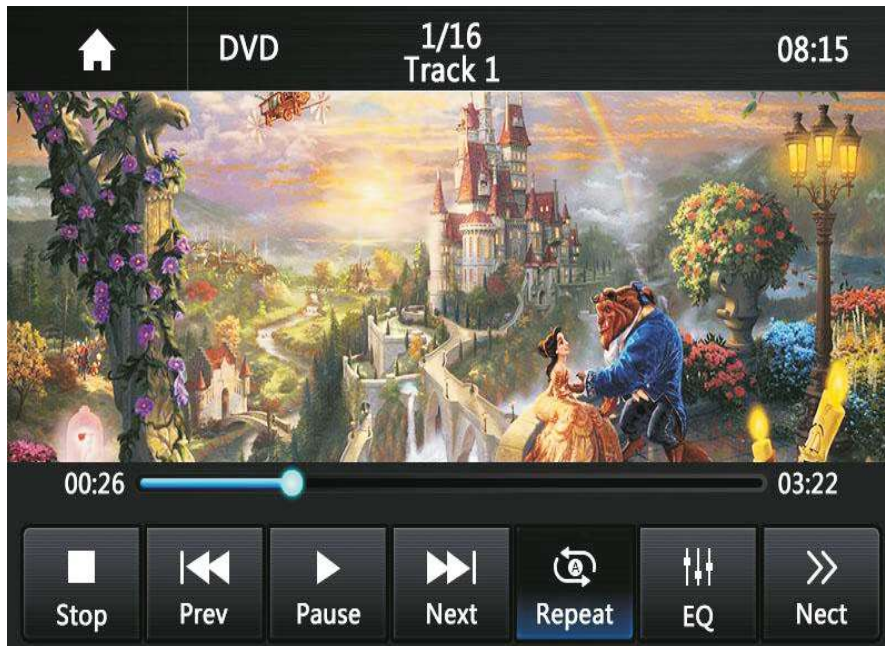 DVD
1/16
Track 1
08:15
00:26
03:22
Stop
Prev
Pause
Next
A
Repeat
EQ
Nect